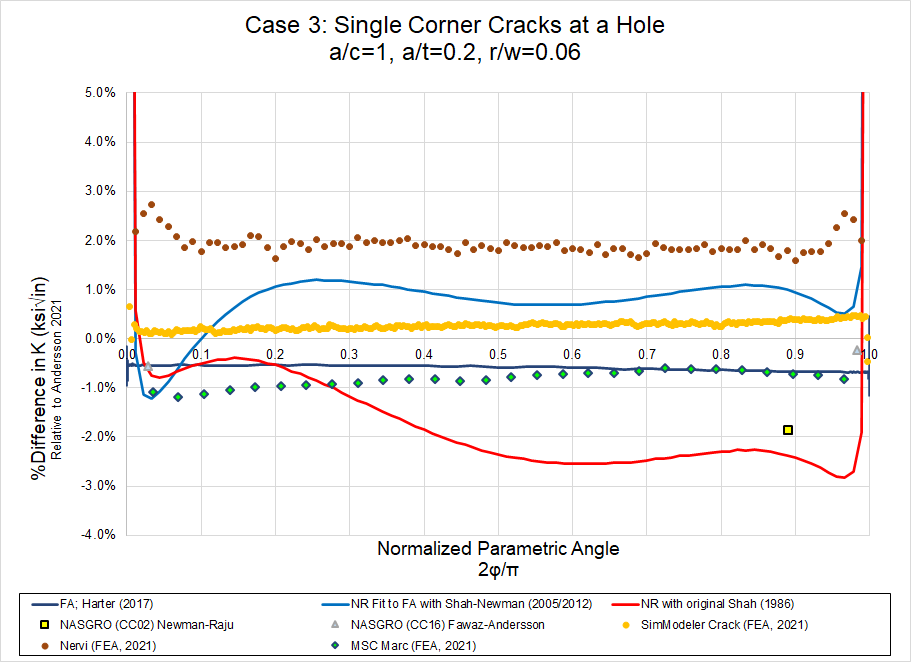 Case 3: Single Corner Cracks at a Hole
a/c=1, a/t=0.2, r/w=0.06
5.0%
4.0%
3.0%
2.0%
1.0%
0.0%
-1.0%
-2.0%
-3.0%
-4.0%
%Difference in K (ksi√in)
Relative to Andersson 2021
0.0 0.1 0.2 0.3 0.4 0.5 0.6 0.7 0.8 0.9 1.0
Normalized Parametric Angle
2φ/π
FA; Harter (2017) NR Fit to FA with Shah-Newman (2005/2012) NR with original Shah (1986)
NASGRO (CC02) Newman-Raju NASGRO (CC16) Fawaz-Andersson SimModeler Crack (FEA, 2021)
Nervi (FEA, 2021) MSC Marc (FEA, 2021)